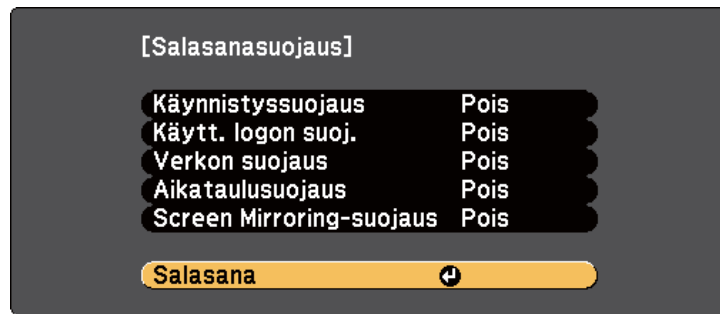 [Salasanasuojaus]
Käynnistyssuojaus Pois
Käytt. logon suoj. Pois
Verkon suojaus Pois
Aikataulusuojaus Pois
Screen Mirroring-suojaus Pois
Salasana